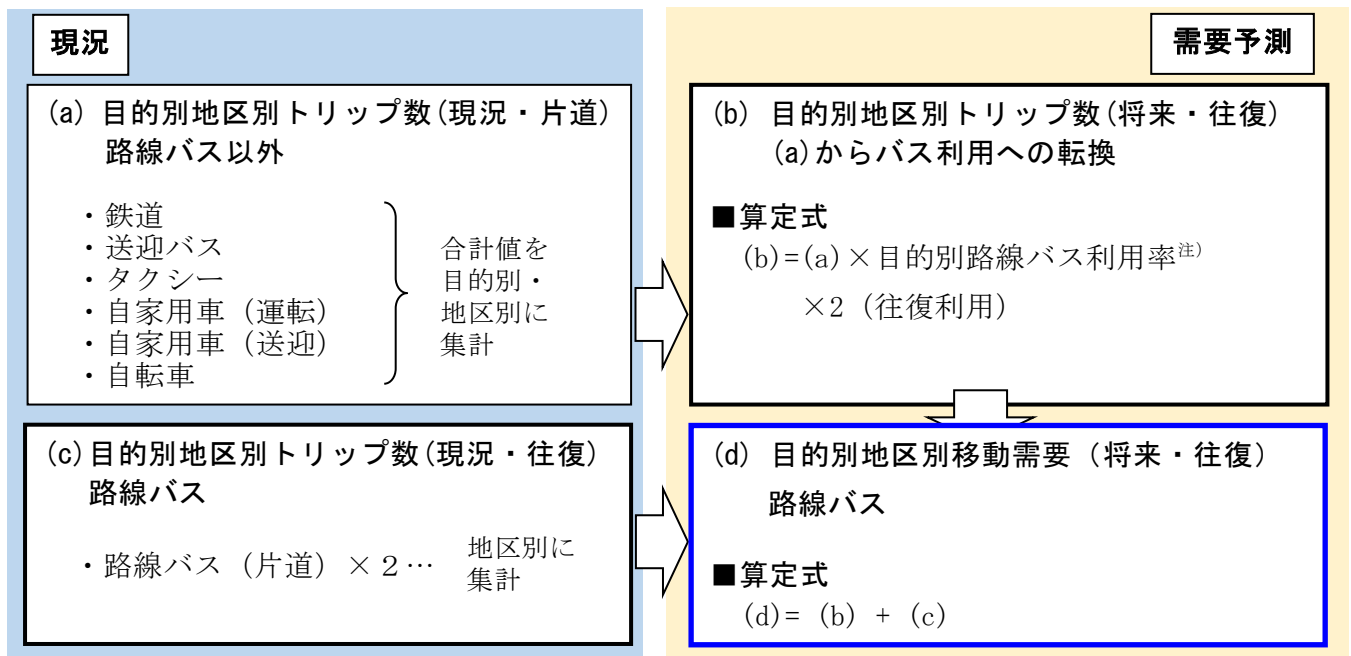 現況
(a) 目的別地区別トリップ数(現況・片道)
路線バス以外
・鉄道
・送迎バス
・タクシー
・自家用車（運転）
・自家用車（送迎）
・自転車
合計値を
目的別・
地区別に
集計
需要予測
(b) 目的別地区別トリップ数(将来・往復)
(a)からバス利用への転換
■算定式
(b)=(a)×目的別路線バス利用率注)
×2（往復利用）
(c)目的別地区別トリップ数(現況・往復)
路線バス
・路線バス（片道）×２…
地区別に
集計
(d) 目的別地区別移動需要（将来・往復）
路線バス
■算定式
(d)= (b) + (c)